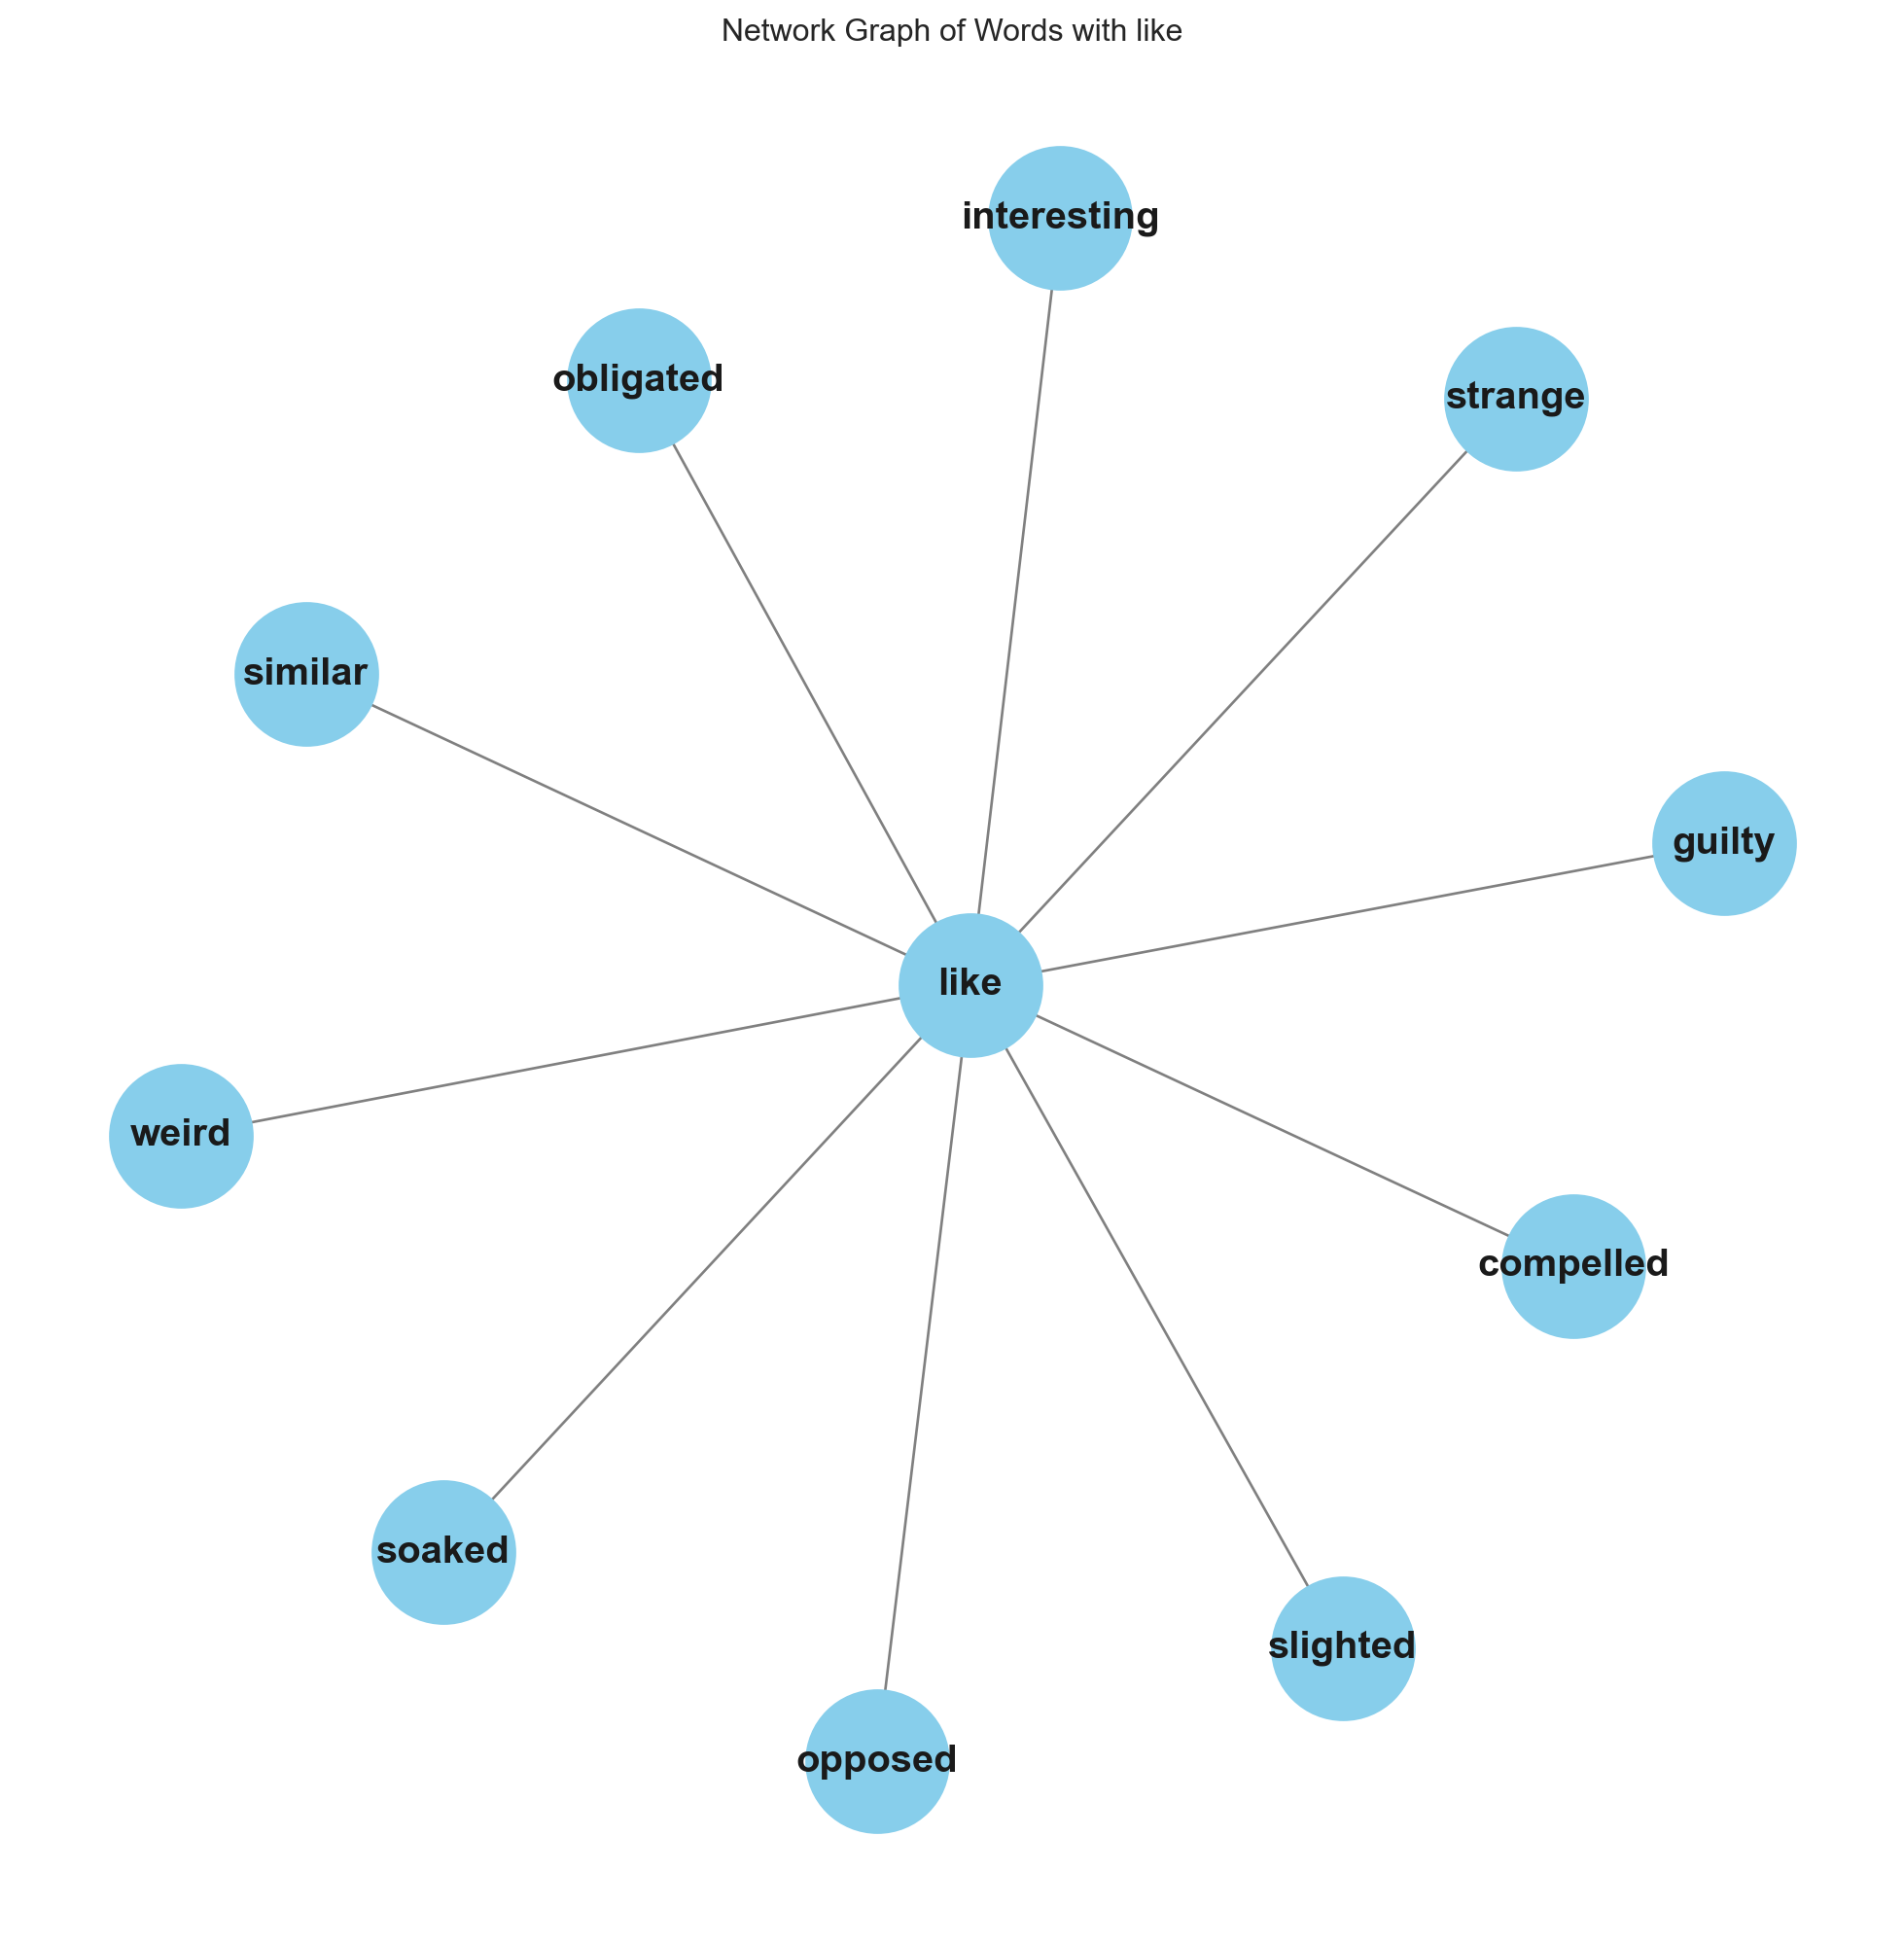 Network Graph of Words with like
interesting
obligated
strange
similar
guilty
like
weird
compelled
soaked
slighted
opposed